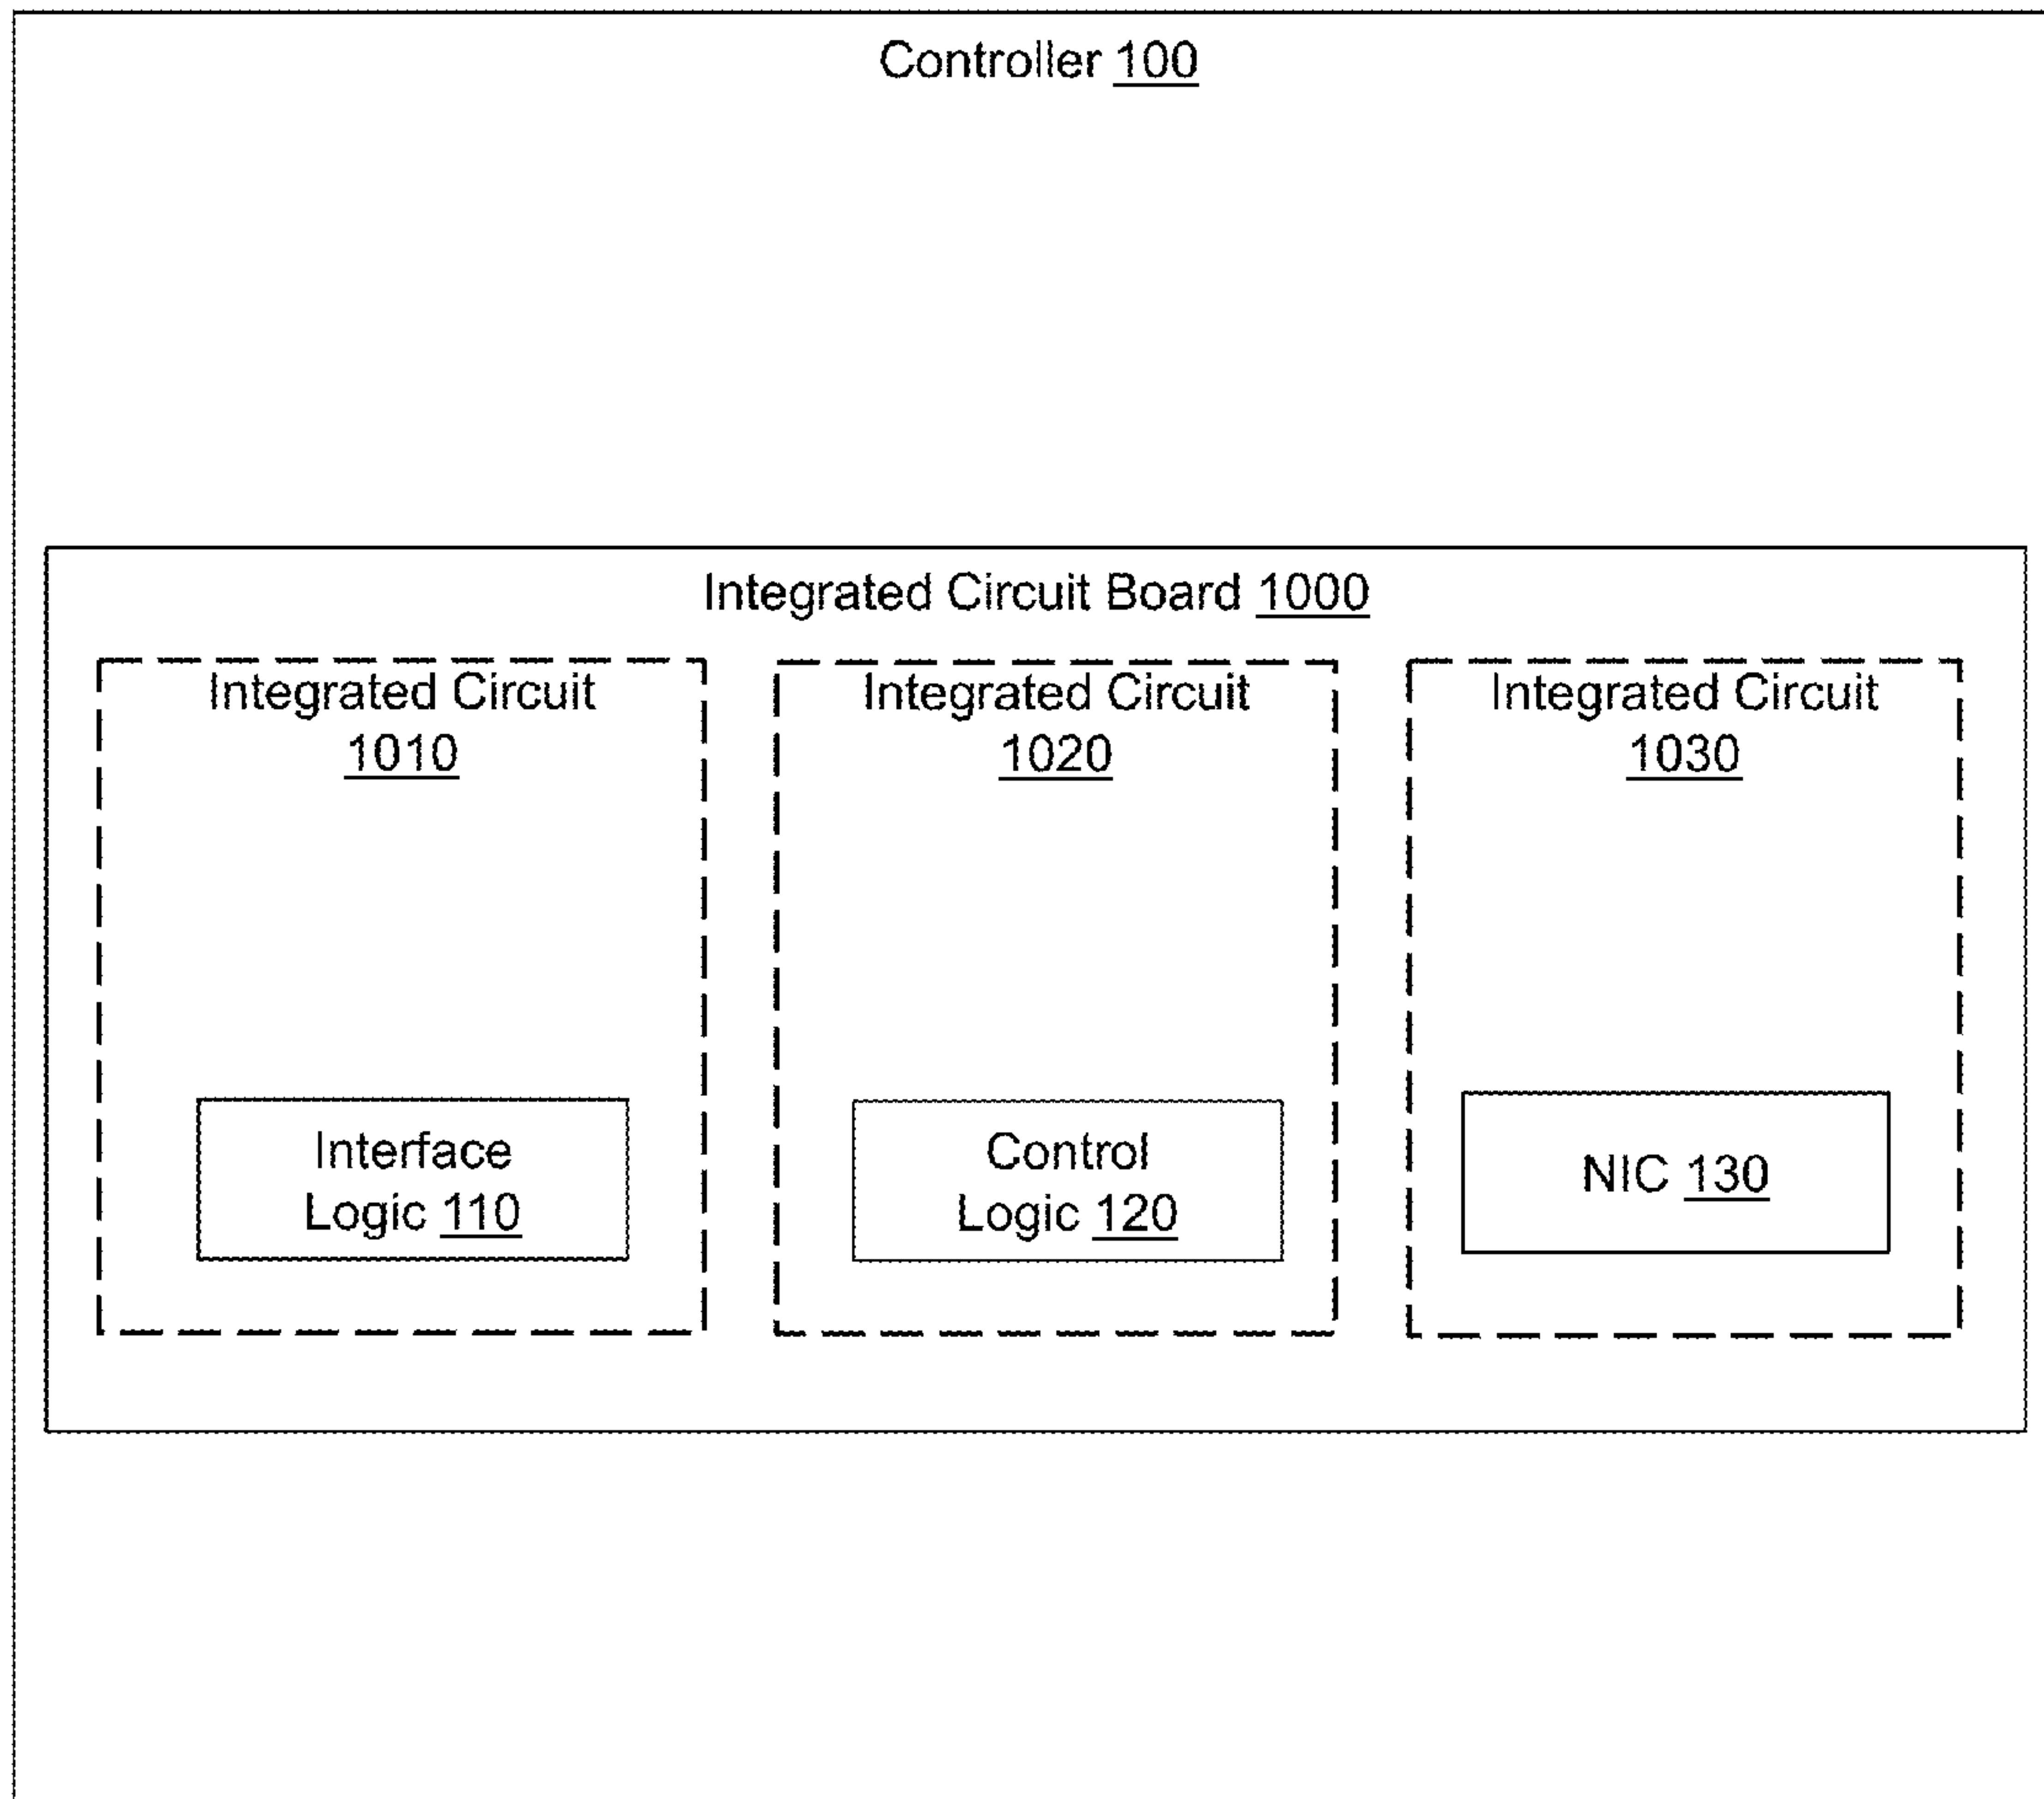 Controller 100
Integrated Circuit Board 1000
Integrated Circuit
1010
Integrated Circuit
1020
Integrated Circuit
1030
Interface
Logic 110
Control
Logic 120
NIC 130